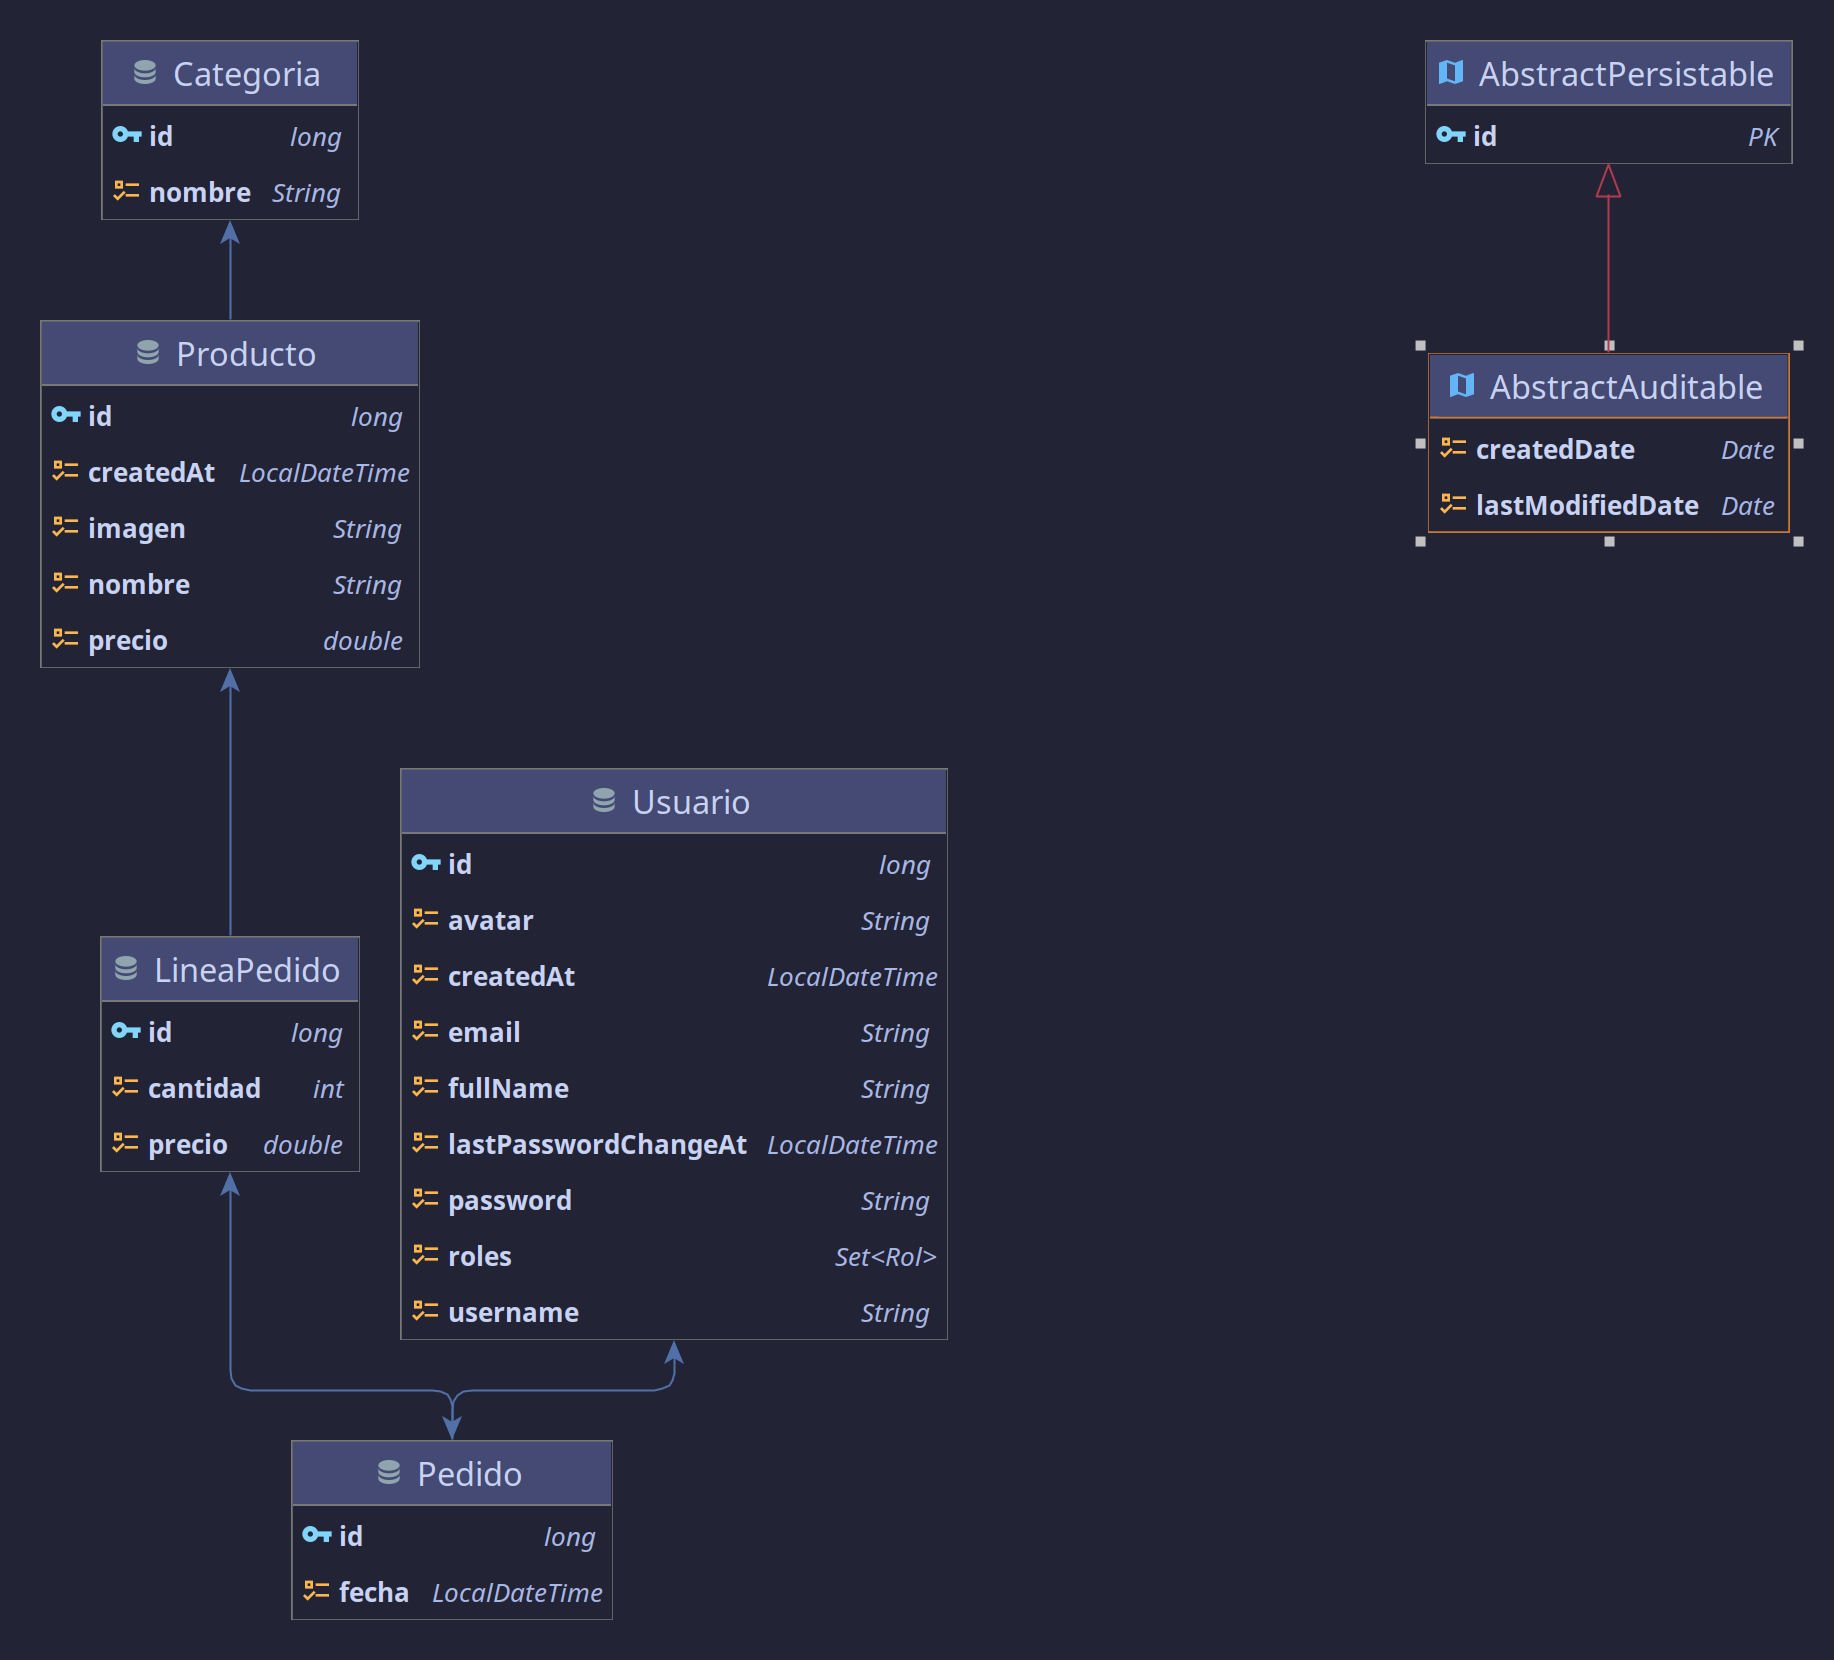 Categoria
id long
nombre String
AbstractPersistable
id PK
Producto
id long
createdAt LocalDateTime
imagen String
nombre String
precio double
AbstractAuditable
createdDate Date
lastModifiedDate Date
Usuario
id long
avatar String
createdAt LocalDateTime
email String
fullName String
lastPasswordChangeAt LocalDateTime
password String
roles Set<Rol>
username String
LineaPedido
id long
cantidad int
precio double
Pedido
id long
fecha LocalDateTime